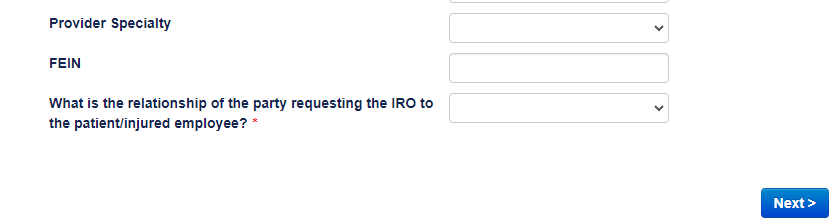 Provider Specialty
FEIN
What is the relationship of the party requesting the IRO to
the patient/injured employee? *
Next >